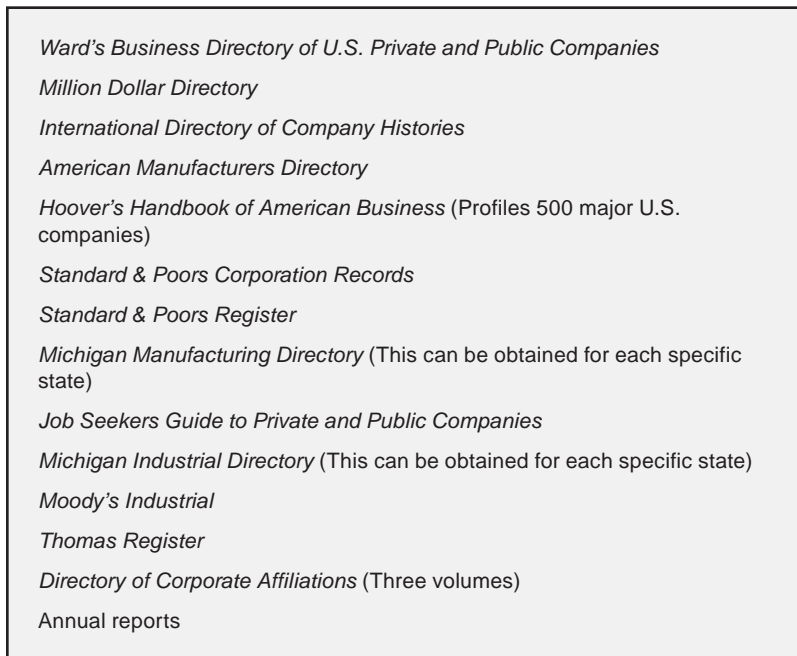 Ward’s Business Directory of U.S. Private and Public Companies
Million Dollar Directory
International Directory of Company Histories
American Manufacturers Directory
Hoover’s Handbook of American Business (Profiles 500 major U.S.
companies)
Standard & Poors Corporation Records
Standard & Poors Register
Michigan Manufacturing Directory (This can be obtained for each specific
state)
Job Seekers Guide to Private and Public Companies
Michigan Industrial Directory (This can be obtained for each specific state)
Moody’s Industrial
Thomas Register
Directory of Corporate Affiliations (Three volumes)
Annual reports